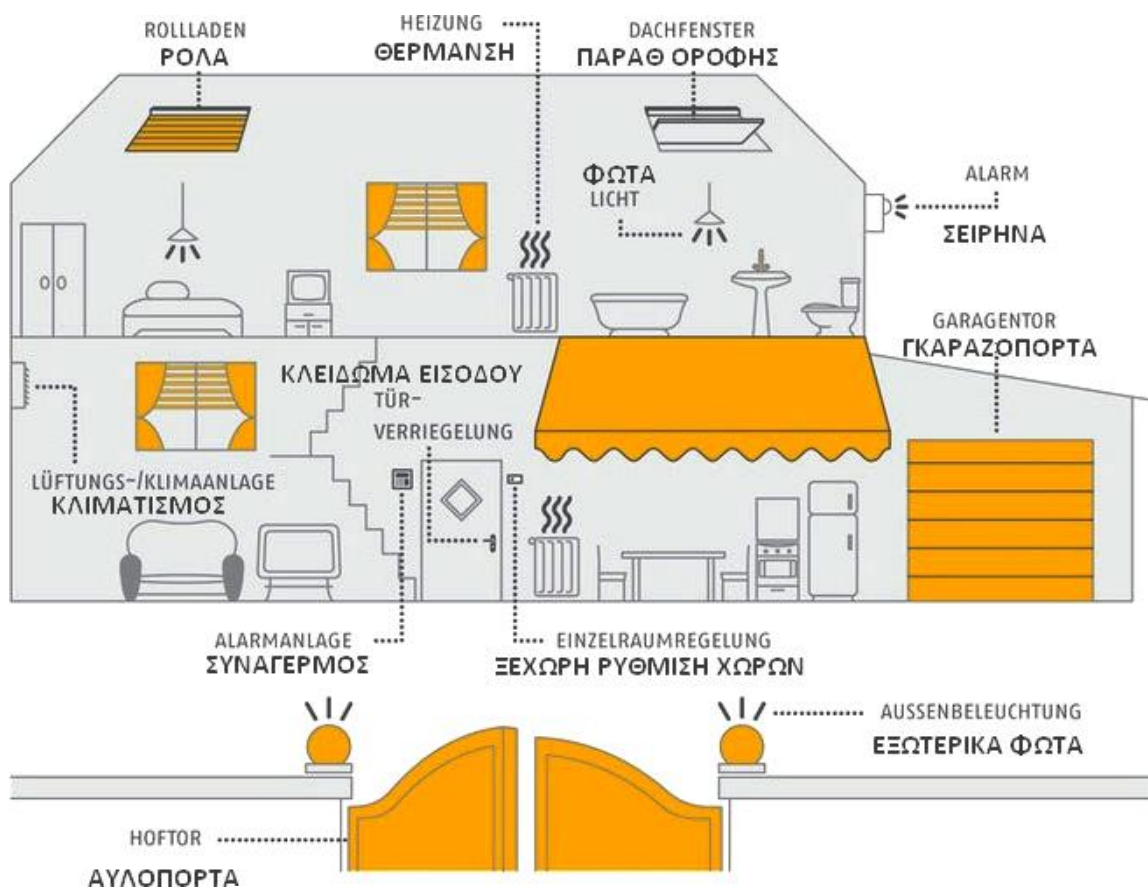 ROLLLADEN
ΡΟΛΑ
HEIZUNG
ΘΕΡΜΑΝΣΗ
DACHFENSTER
ΠΑΡΑΘ ΟΡΟΦΗΣ
ΦΩΤΑ
LICHT
ALARM
ΣΕΙΡΗΝΑ
GARAGENTOR
ΓΚΑΡΑΖΟΠΟΡΤΑ
ΚΛΕΙΔΩΜΑ ΕΙΣΟΔΟΥ
TÜR-
VERRIEGELUNG
LÜFTUNGS-/KLIMAANLAGE
ΚΛΙΜΑΤΙΣΜΟΣ
ALARMANLAGE
ΣΥΝΑΓΕΡΜΟΣ
EINZELRAUMREGELUNG
ΞΕΧΩΡΗ ΡΥΘΜΙΣΗ ΧΩΡΩΝ
AUSSENBELEUCHTUNG
ΕΞΩΤΕΡΙΚΑ ΦΩΤΑ
HOFTOR
ΑΥΛΟΠΟΡΤΑ